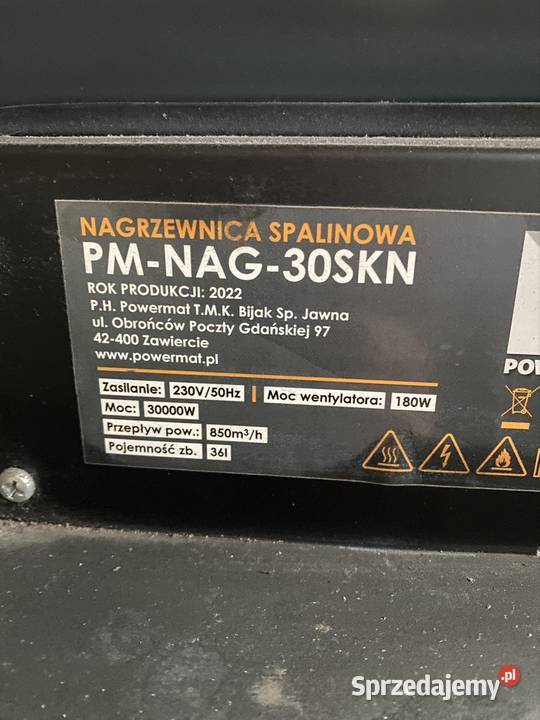 NAGRZEWNICA SPALINOWA
PM-NAG-30SKN
ROK PRODUKCJI: 2022
P.H. Powermat T.M.K. Bijak Sp. Jawna
ul. Obrońców Poczty Gdańskiej 97
42-400 Zawiercie
www.powermat.pl
Zasilanie: 230V/50Hz | Moc wentylatora: 180W
Moc: 30000W
Przepływ pow.: 850m³/h
Pojemność zb. 36l
POW
Sprzedajemy.pl